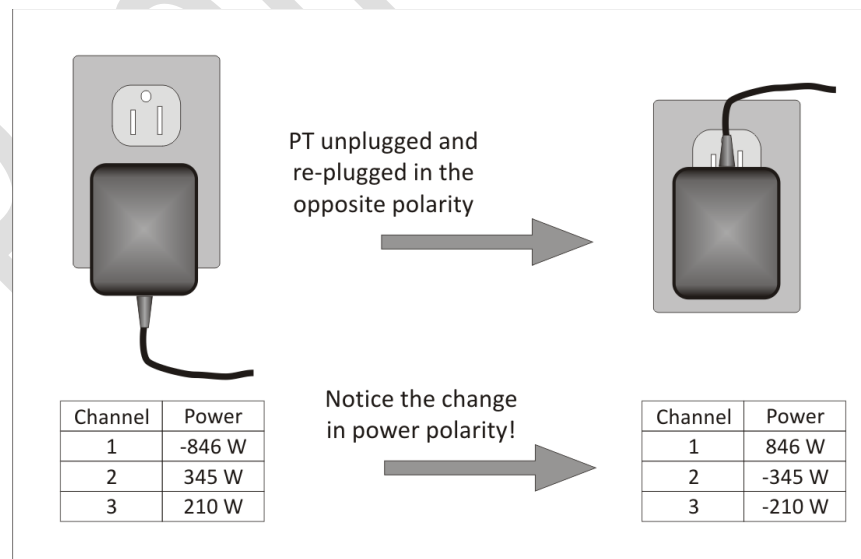 PT unplugged and
re-plugged in the
opposite polarity
Notice the change
in power polarity!
Channel Power
1 -846 W
2 345 W
3 210 W
Channel Power
1 846 W
2 -345 W
3 -210 W